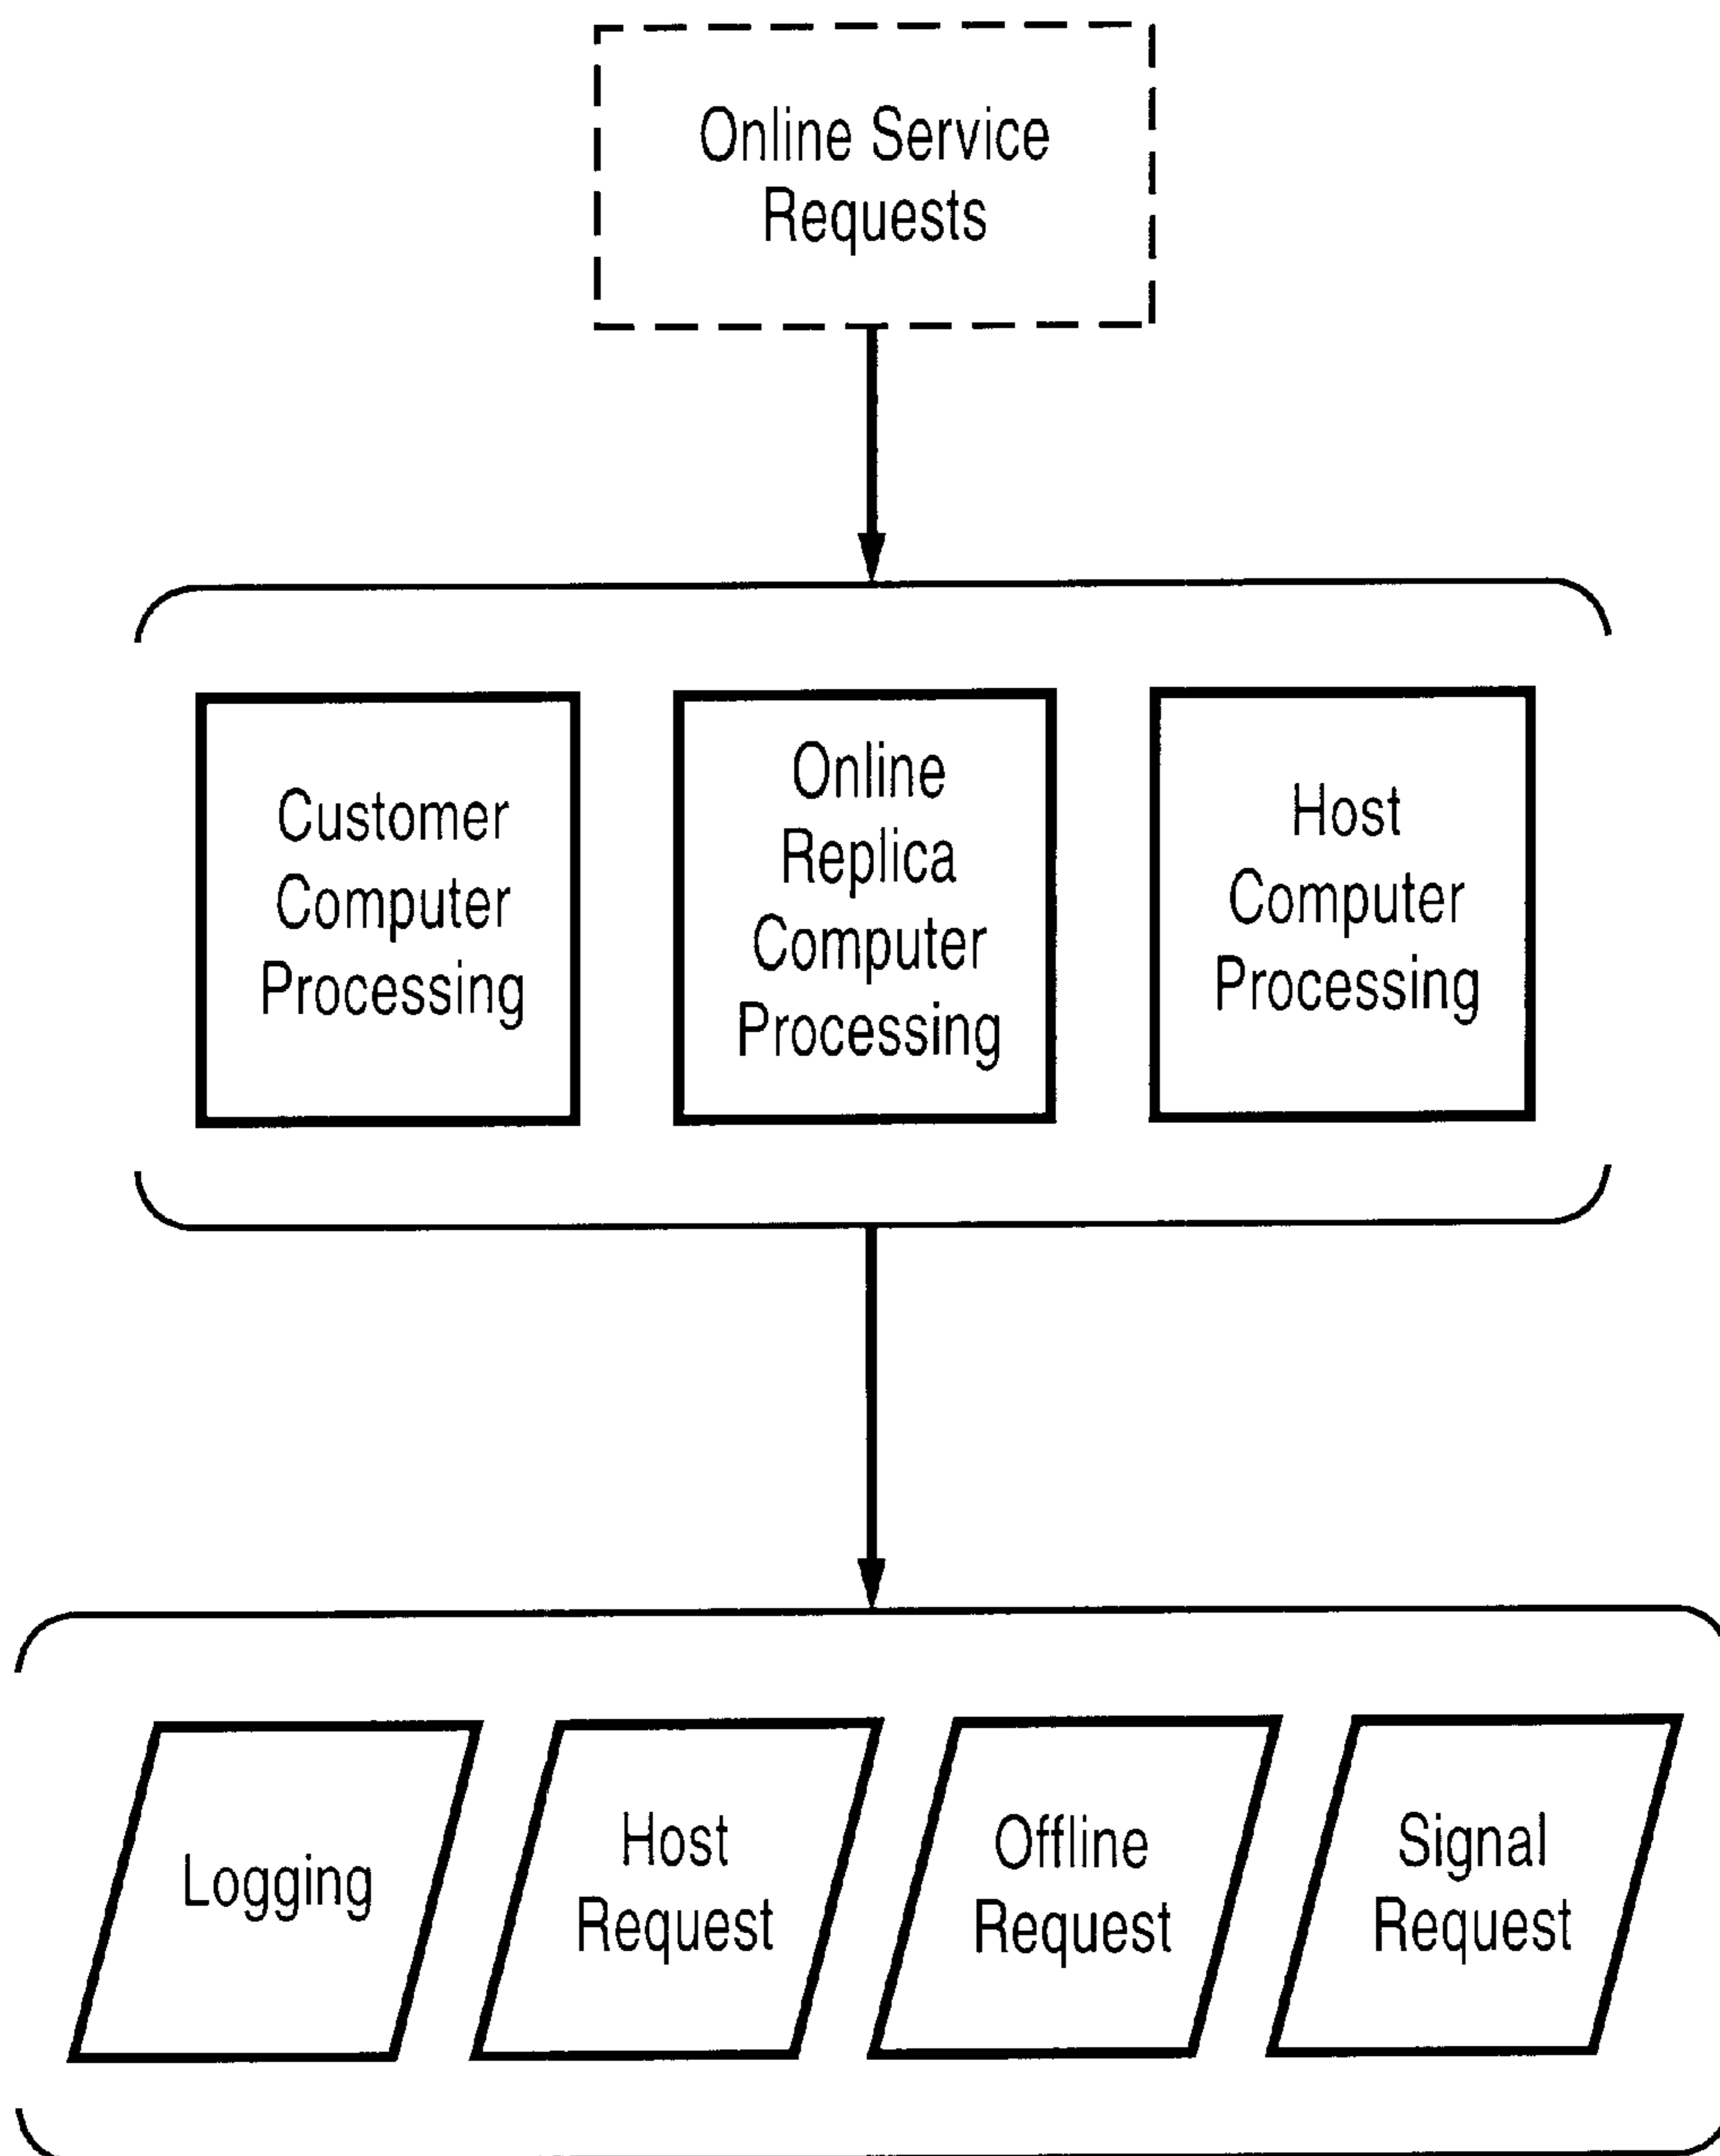 Online Service
Requests
Customer
Computer
Processing
Online
Replica
Computer
Processing
Host
Computer
Processing
Logging
Host
Request
Offline
Request
Signal
Request